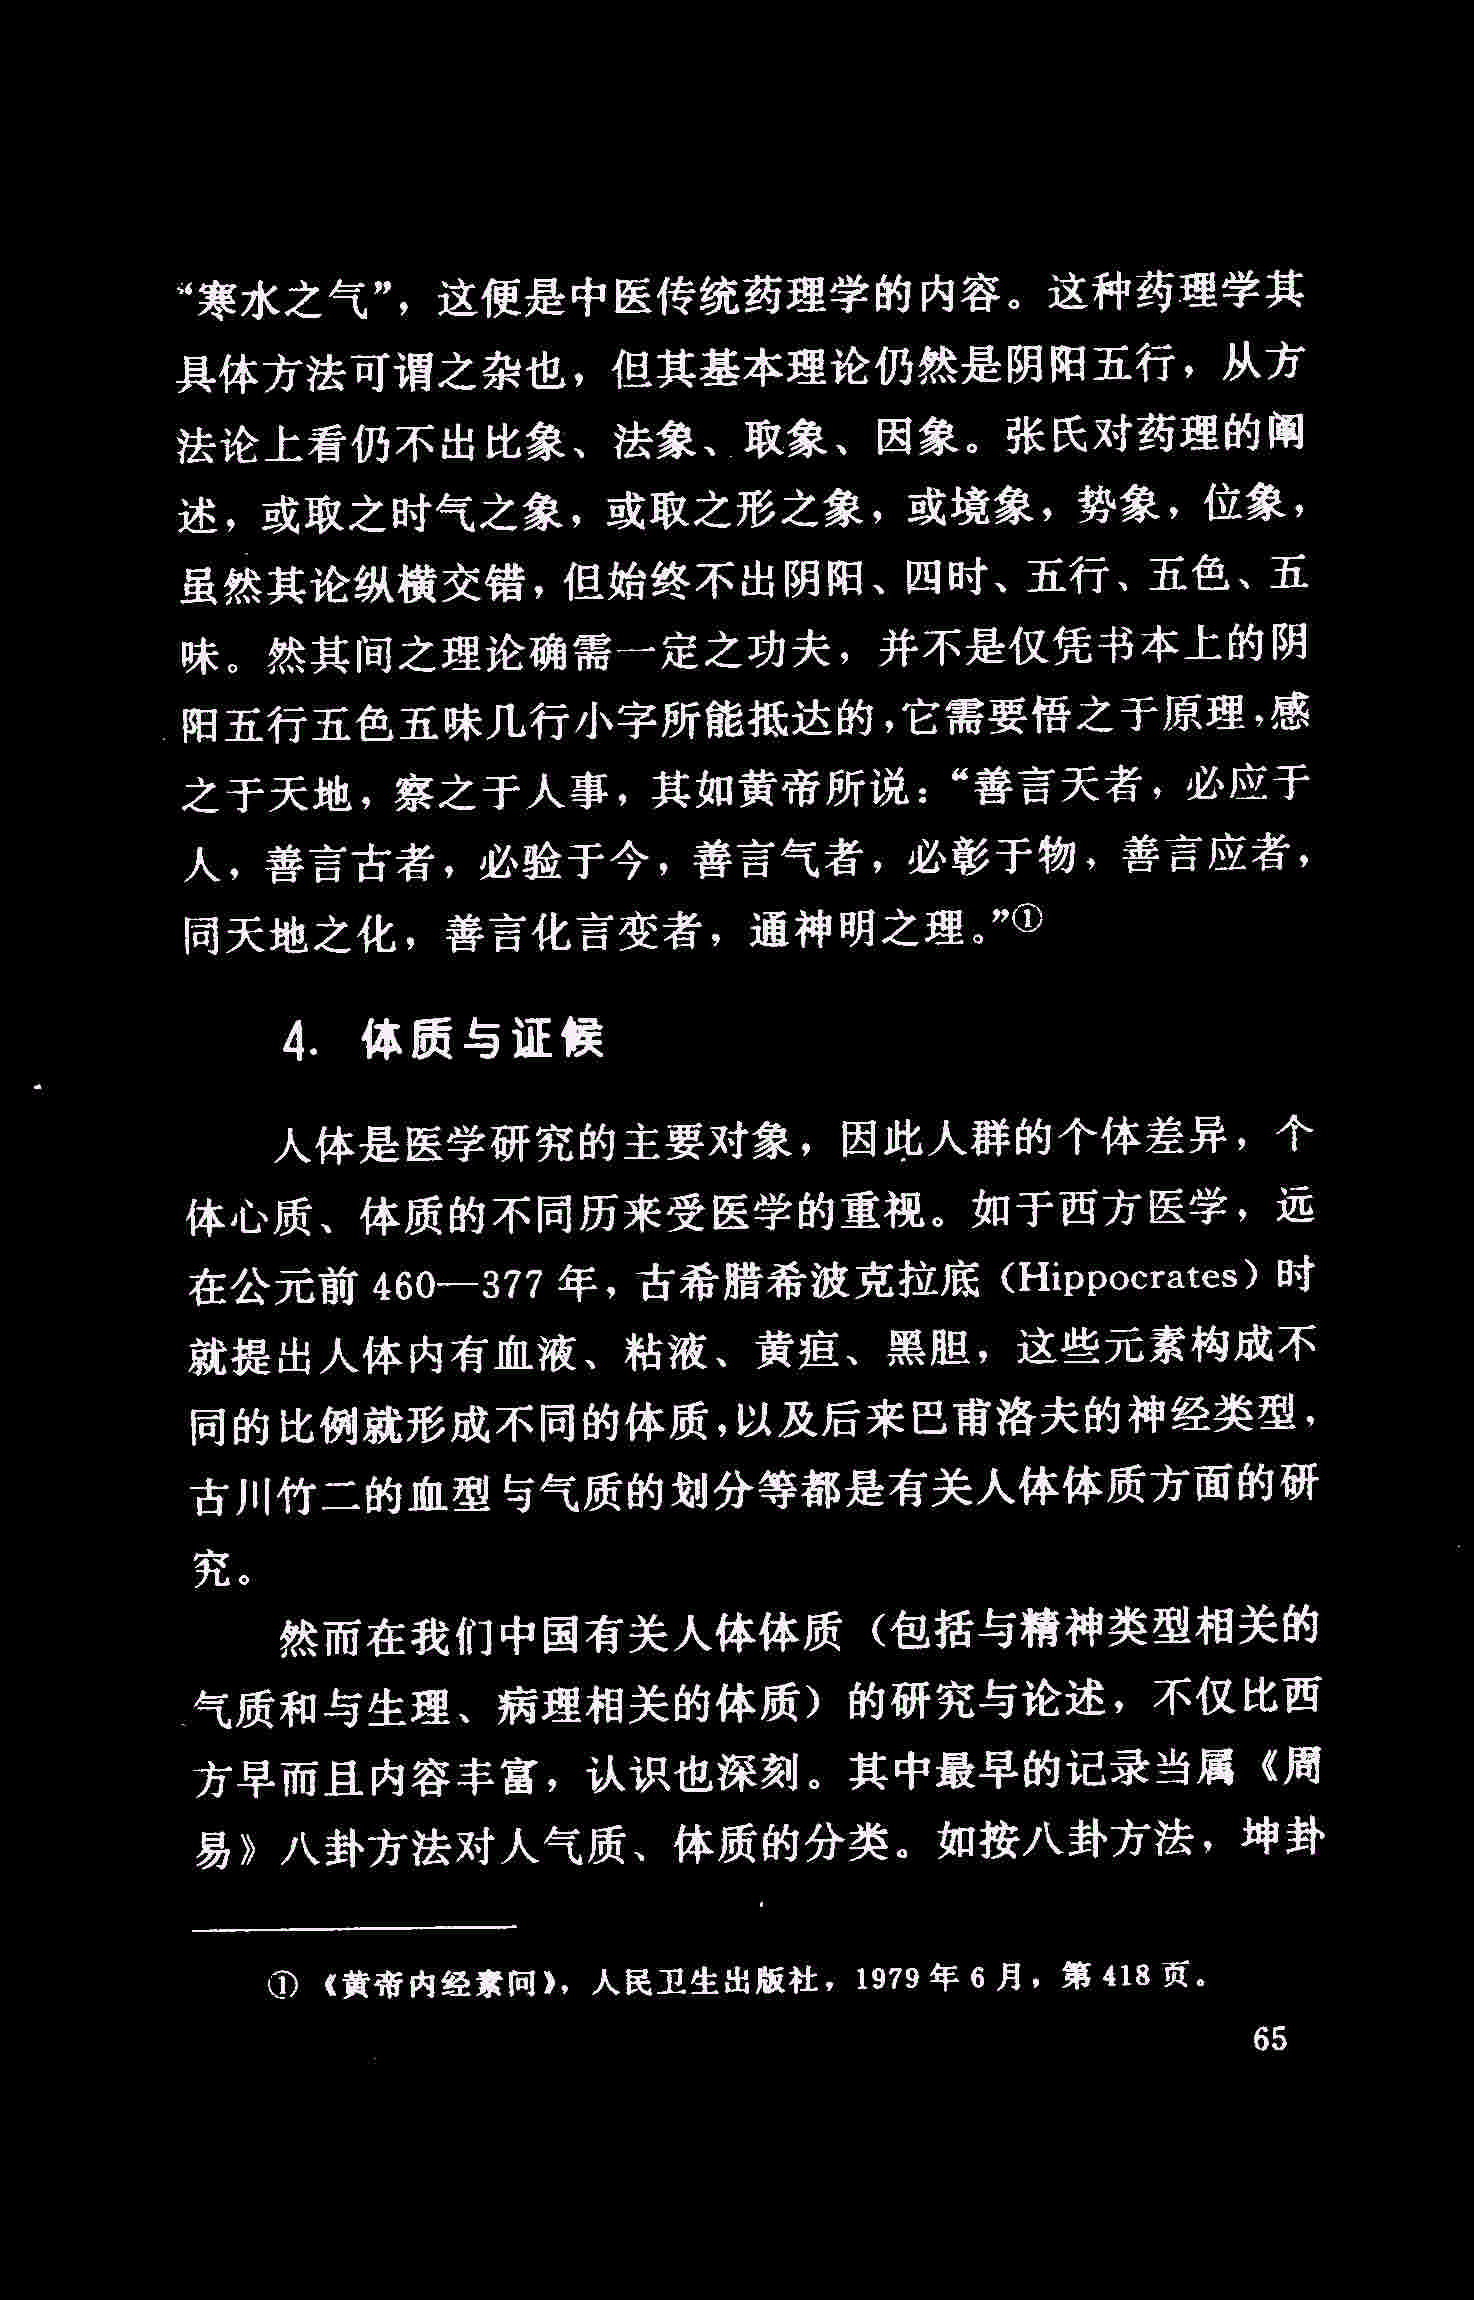 “寒水之气”，这便是中医传统药理学的内容。这种药理学其
具体方法可谓之杂也，但其基本理论仍然是阴阳五行，从方
法论上看仍不出比象、法象、取象、因象。张氏对药理的阐
述，或取之时气之象，或取之形之象，或境象，势象，位象，
虽然其论纵横交错，但始终不出阴阳、四时、五行、五色、五
味。然其间之理论确需一定之功夫，并不是仅凭书本上的阴
阳五行五色五味几行小字所能抵达的，它需要悟之于原理，感
之于天地，察之于人事，其如黄帝所说：“善言天者，必应于
人，善言古者，必验于今，善言气者，必彰于物，善言应者，
同天地之化，善言化言变者，通神明之理。”①
4. 体质与证候
人体是医学研究的主要对象，因此人群的个体差异，个
体心质、体质的不同历来受医学的重视。如于西方医学，远
在公元前 460—377 年，古希腊希波克拉底（Hippocrates）时
就提出人体内有血液、粘液、黄疸、黑胆，这些元素构成不
同的比例就形成不同的体质，以及后来巴甫洛夫的神经类型，
古川竹二的血型与气质的划分等都是有关人体体质方面的研
究。
然而在我们中国有关人体体质（包括与精神类型相关的
气质和与生理、病理相关的体质）的研究与论述，不仅比西
方早而且内容丰富，认识也深刻。其中最早的记录当属《周
易》八卦方法对人气质、体质的分类。如按八卦方法，坤卦
① 《黄帝内经素问》，人民卫生出版社，1979 年 6 月，第 418 页。
65